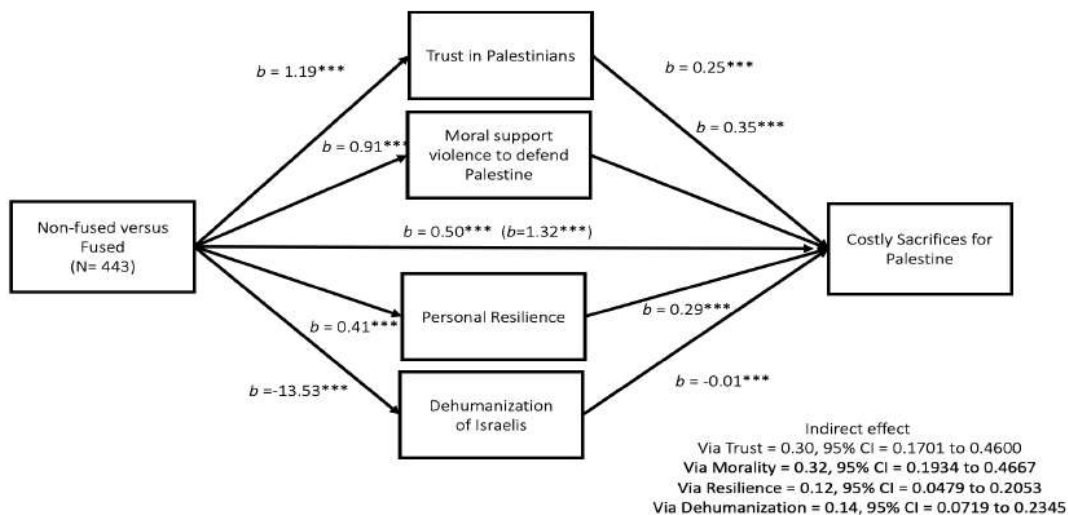 Trust in Palestinians
b = 1.19***
b = 0.25***
Moral support
violence to defend
Palestine
b = 0.91***
b = 0.35***
Non-fused versus
Fused
(N= 443)
b = 0.50*** (b=1.32***)
Costly Sacrifices for
Palestine
Personal Resilience
b = 0.41***
b = 0.29***
b =-13.53***
Dehumanization
of Israelis
b = -0.01***
Indirect effect
Via Trust = 0.30, 95% CI = 0.1701 to 0.4600
Via Morality = 0.32, 95% CI = 0.1934 to 0.4667
Via Resilience = 0.12, 95% CI = 0.0479 to 0.2053
Via Dehumanization = 0.14, 95% CI = 0.0719 to 0.2345